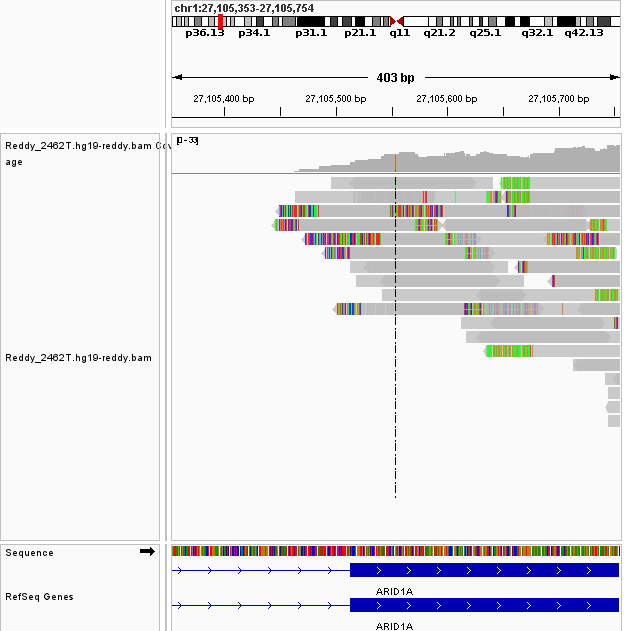 chr1:27,105,353-27,105,754
p36.13 p34.1 p31.1 p21.1 q11 q21.2 q25.1 q32.1 q42.13
403 bp
27,105,400 bp 27,105,500 bp 27,105,600 bp 27,105,700 bp
Reddy_2462T.hg19-reddy.bam Cov
age
[0-33]
Reddy_2462T.hg19-reddy.bam
Sequence
ARID1A
RefSeq Genes
ARID1A